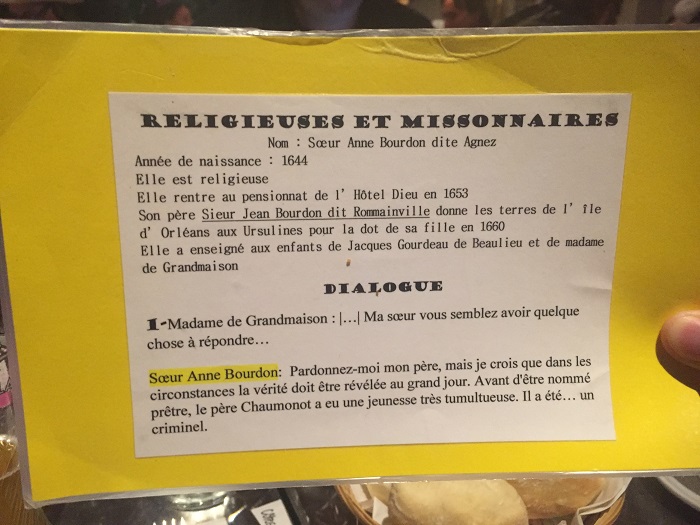 RELIGIEUSES ET MISSONNAIRES
Nom : Sœur Anne Bourdon dite Agnez
Année de naissance : 1644
Elle est religieuse
Elle rentre au pensionat de l' Hôtel Dieu en 1653
Son père Sieur Jean Bourdon dit Rommainville donne les terres de l' île
d' Orléans aux Ursulines pour la dot de sa fille en 1660
Elle a enseigné aux enfants de Jacques Gourdeau de Beaulieu et de madame
de Grandmaison
DIALOGUE
1-Madame de Grandmaison : |…| Ma sœur vous semblez avoir quelque
chose à répondre…
Sœur Anne Bourdon: Pardonnez-moi mon père, mais je crois que dans les
circonstances la vérité doit être révélée au grand jour. Avant d'être nommé
prêtre, le père Chaumonot a eu une jeunesse très tumultueuse. Il a été… un
criminel.